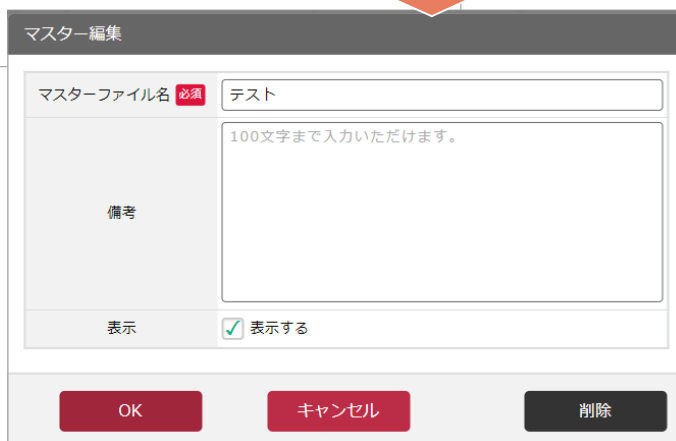 マスター編集
マスターファイル名 必須 テスト
100文字まで入力いただけます。
備考
表示 表示する
OK キャンセル 削除